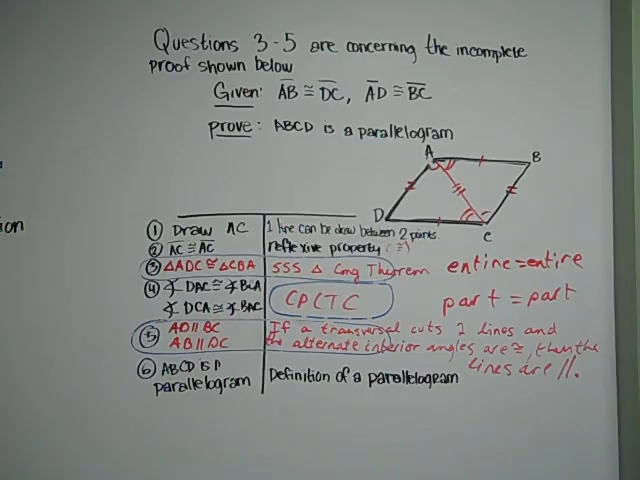 Questions 3-5 are concerning the incomplete
proof shown below
Given: AB ≅ DC, AD ≅ BC
prove: ABCD is a parallelogram
A
B
D
C
① Draw AC
1 line can be draw between 2 points.
② AC ≅ AC
reflexive property (≅)
③ △ADC ≅ △CBA
SSS △ Cong Theorem
entire = entire
④ ∢ DAC ≅ ∢ BCA
∢ DCA ≅ ∢ BAC
CPCTC
part = part
⑤ AD // BC
AB // DC
If a transversal cuts 2 lines and
the alternate interior angles are ≅, then the
lines are //.
⑥ ABCD is a
parallelogram
Definition of a parallelogram